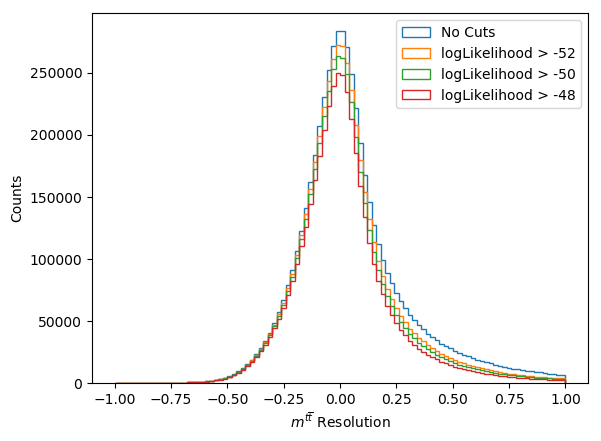 No Cuts
logLikelihood > -52
logLikelihood > -50
logLikelihood > -48
Counts
250000
200000
150000
100000
50000
0
−1.00 −0.75 −0.50 −0.25 0.00 0.25 0.50 0.75 1.00
m^{t\bar{t}} Resolution